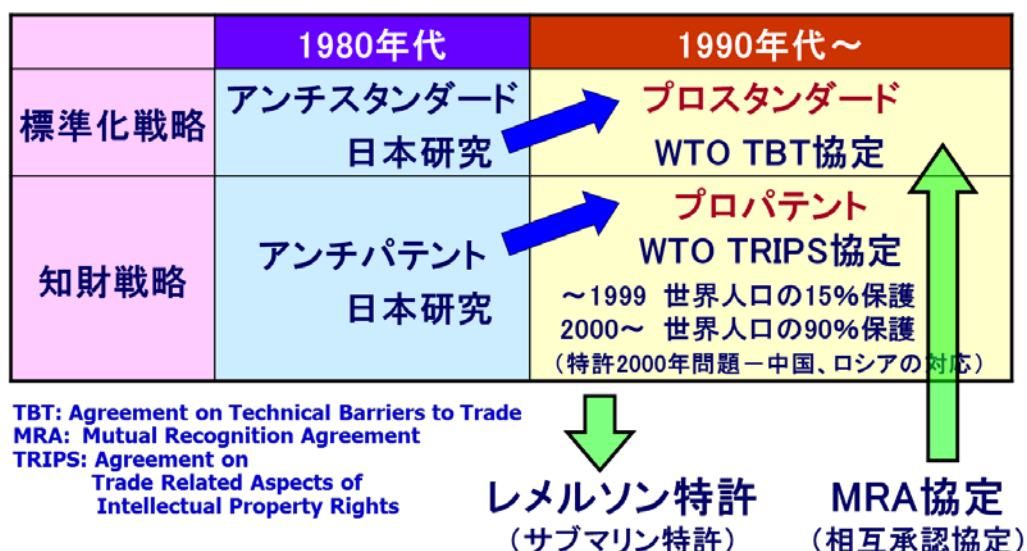 1980年代
1990年代～
標準化戦略
アンチスタンダード
日本研究
プロスタンダード
WTO TBT協定
知財戦略
アンチパテント
日本研究
プロパテント
WTO TRIPS協定
～1999 世界人口の15%保護
2000～ 世界人口の90%保護
（特許2000年問題－中国、ロシアの対応）
TBT: Agreement on Technical Barriers to Trade
MRA: Mutual Recognition Agreement
TRIPS: Agreement on
Trade Related Aspects of
Intellectual Property Rights
レメルソン特許
（サブマリン特許）
MRA協定
（相互承認協定）